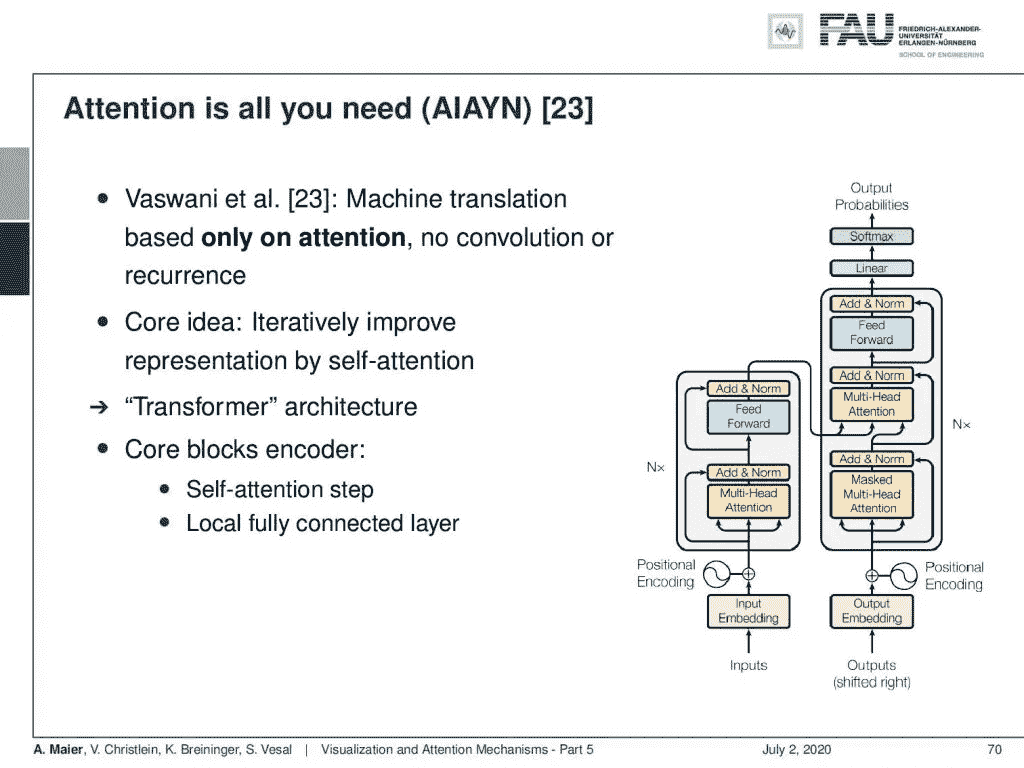 FAU
FRIEDRICH-ALEXANDER-
UNIVERSITÄT
ERLANGEN-NÜRNBERG
SCHOOL OF ENGINEERING
Attention is all you need (AIAYN) [23]
• Vaswani et al. [23]: Machine translation
based only on attention, no convolution or
recurrence
• Core idea: Iteratively improve
representation by self-attention
➔ “Transformer” architecture
• Core blocks encoder:
• Self-attention step
• Local fully connected layer
Output
Probabilities
Softmax
Linear
Add & Norm
Feed
Forward
Add & Norm
Multi-Head
Attention
Nx
Add & Norm
Masked
Multi-Head
Attention
Add & Norm
Feed
Forward
Nx
Add & Norm
Multi-Head
Attention
Positional
Encoding
Positional
Encoding
Input
Embedding
Output
Embedding
Inputs
Outputs
(shifted right)
A. Maier, V. Christlein, K. Breininger, S. Vesal | Visualization and Attention Mechanisms - Part 5 July 2, 2020 70